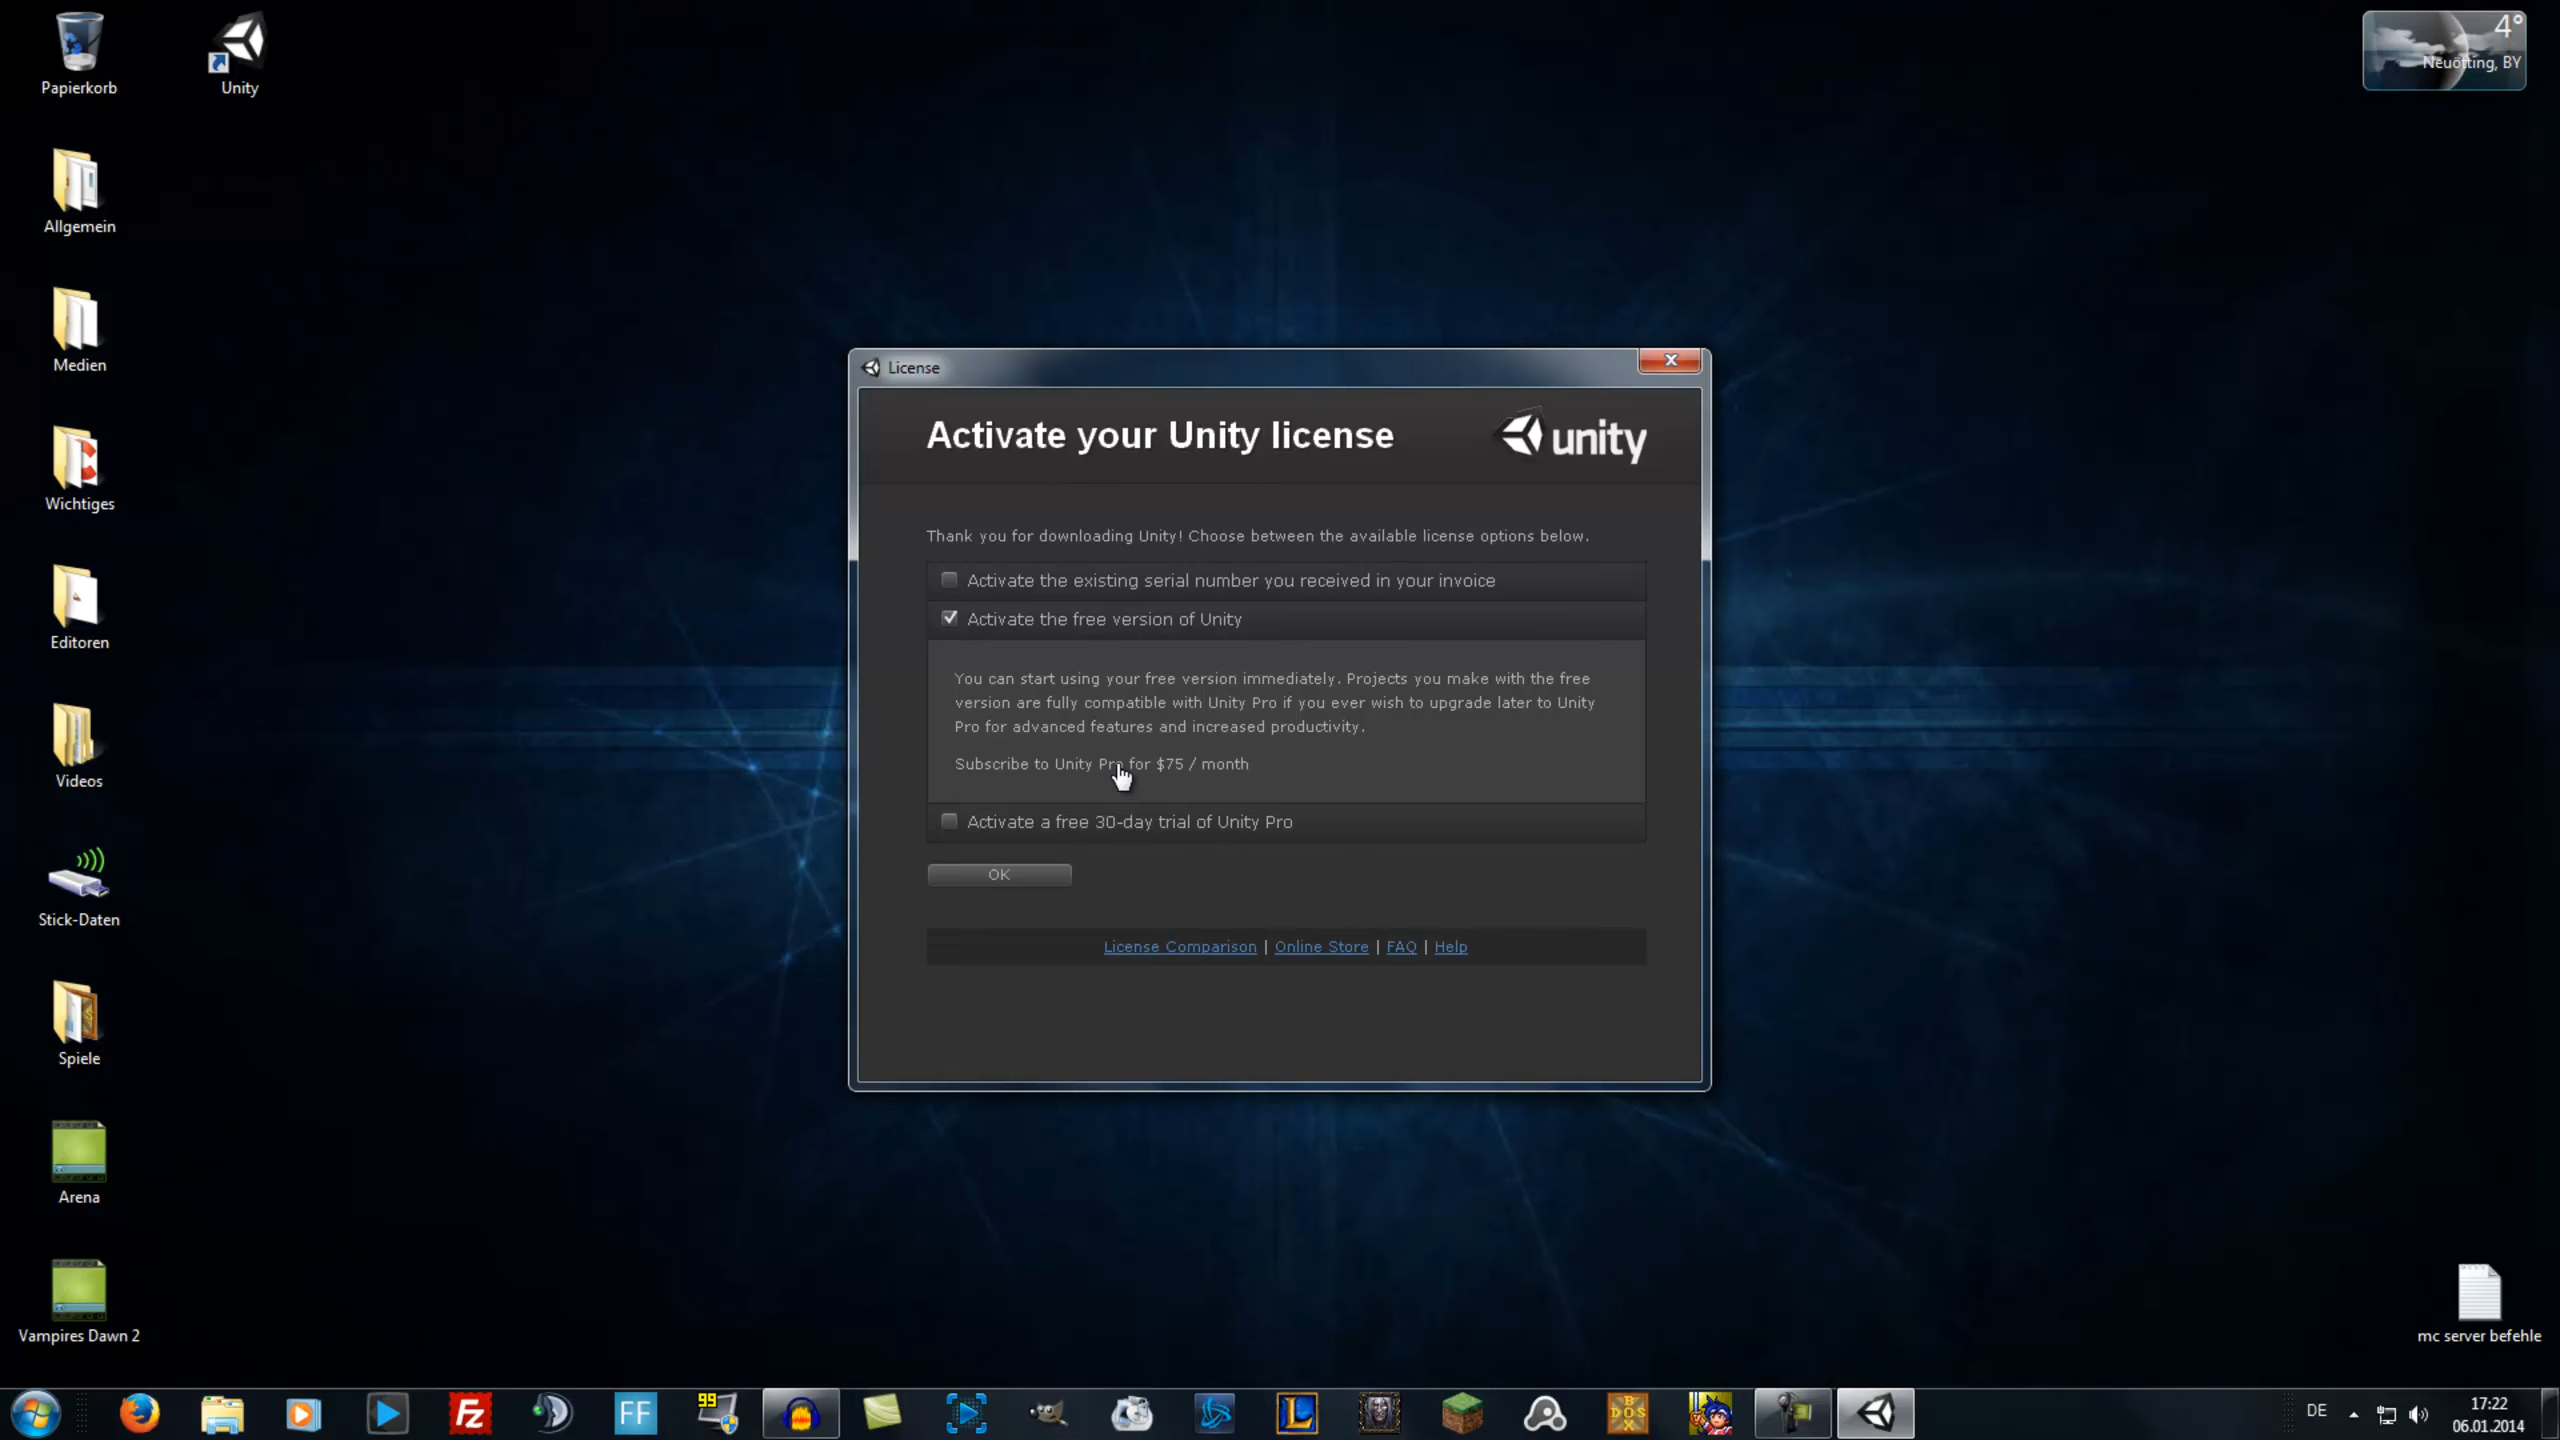 Papierkorb
Unity
4°
Neuötting, BY
Allgemein
Medien
Wichtiges
Editoren
Videos
Stick-Daten
Spiele
Arena
Vampires Dawn 2
License
Activate your Unity license
unity
Thank you for downloading Unity! Choose between the available license options below.
Activate the existing serial number you received in your invoice
Activate the free version of Unity
You can start using your free version immediately. Projects you make with the free
version are fully compatible with Unity Pro if you ever wish to upgrade later to Unity
Pro for advanced features and increased productivity.
Subscribe to Unity Pro for $75 / month
Activate a free 30-day trial of Unity Pro
OK
License Comparison | Online Store | FAQ | Help
mc server befehle
FZ
FF
99
L
DOS
BOX
DE
17:22
06.01.2014